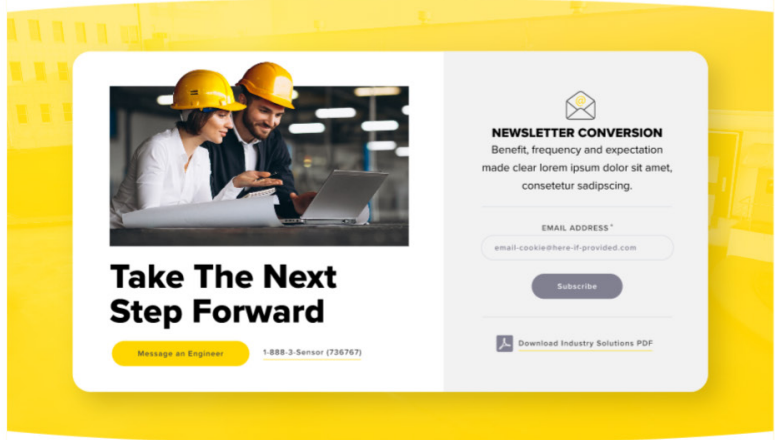 Take The Next
Step Forward
Message an Engineer
1-888-3-Sensor (736767)
@
NEWSLETTER CONVERSION
Benefit, frequency and expectation
made clear lorem ipsum dolor sit amet,
consetetur sadipscing.
EMAIL ADDRESS *
email-cookie@here-if-provided.com
Subscribe
Download Industry Solutions PDF